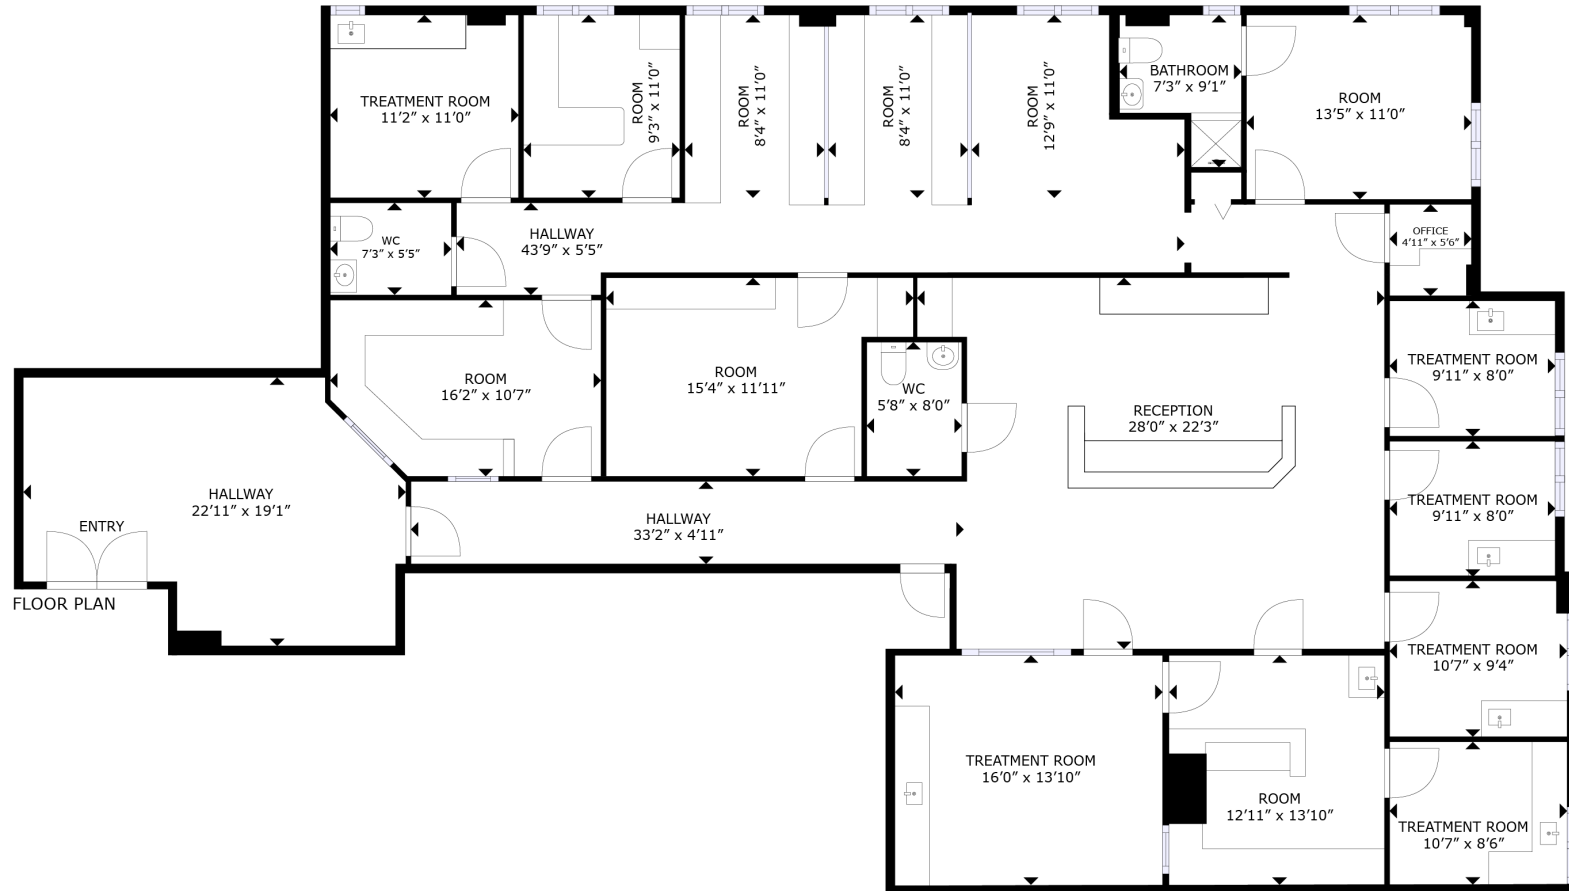 TREATMENT ROOM
11’2” x 11’0”
ROOM
9’3” x 11’0”
ROOM
8’4” x 11’0”
ROOM
8’4” x 11’0”
ROOM
12’9” x 11’0”
BATHROOM
7’3” x 9’1”
ROOM
13’5” x 11’0”
WC
7’3” x 5’5”
HALLWAY
43’9” x 5’5”
OFFICE
4’11” x 5’6”
ROOM
16’2” x 10’7”
ROOM
15’4” x 11’11”
WC
5’8” x 8’0”
RECEPTION
28’0” x 22’3”
TREATMENT ROOM
9’11” x 8’0”
HALLWAY
22’11” x 19’1”
ENTRY
HALLWAY
33’2” x 4’11”
TREATMENT ROOM
9’11” x 8’0”
FLOOR PLAN
TREATMENT ROOM
10’7” x 9’4”
TREATMENT ROOM
16’0” x 13’10”
ROOM
12’11” x 13’10”
TREATMENT ROOM
10’7” x 8’6”